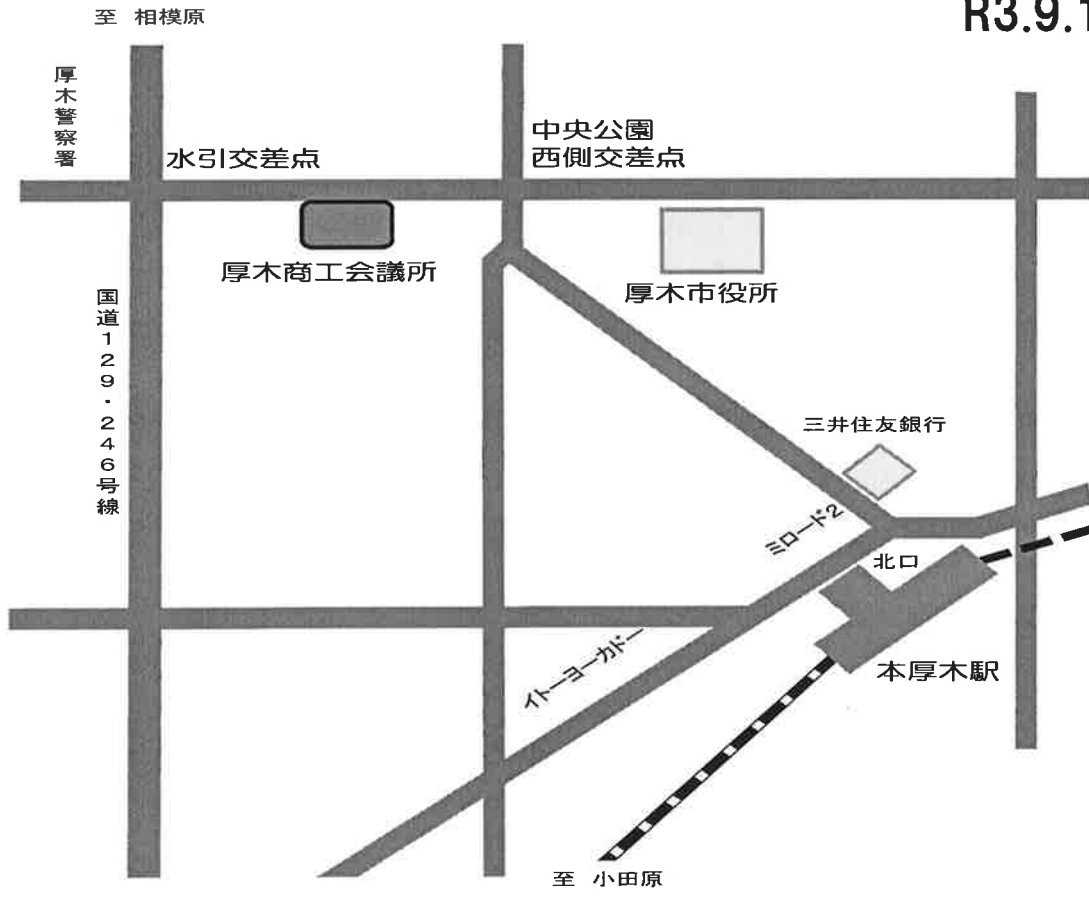 至 相模原
R3.9.1
厚木警察署
水引交差点
中央公園
西側交差点
厚木商工会議所
厚木市役所
国道129・246号線
三井住友銀行
ミロード2
北口
イトーヨーカドー
本厚木駅
至 小田原